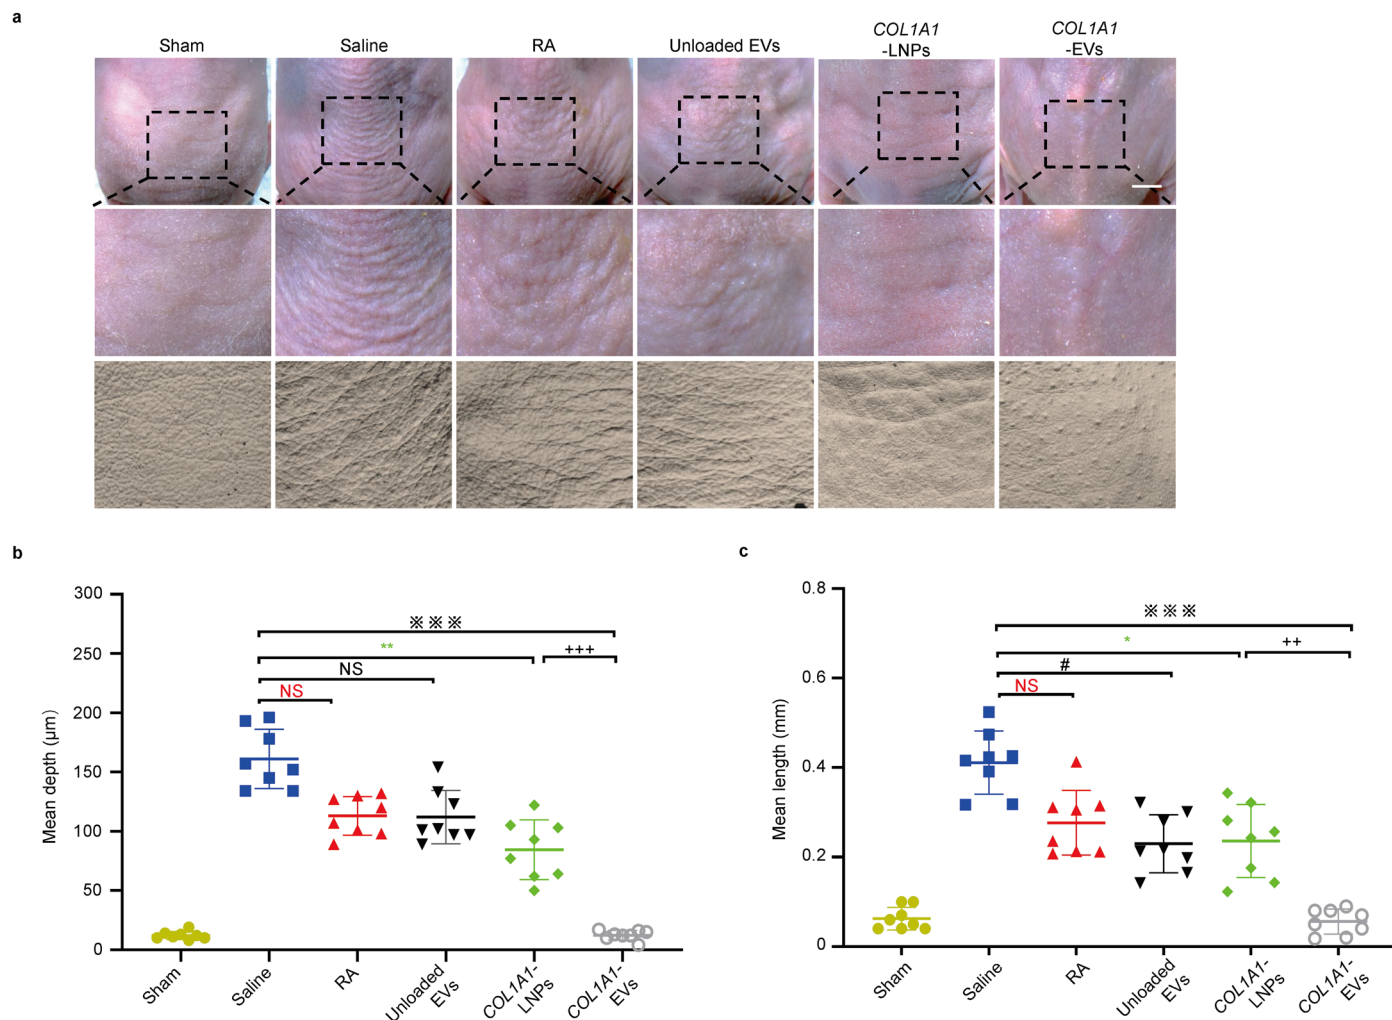 a
Sham Saline RA Unloaded EVs COL1A1 -LNPs COL1A1 -EVs
b
Mean depth (μm)
300
250
200
150
100
50
0
※※※
**
+++
NS
NS
Sham Saline RA Unloaded EVs COL1A1- LNPs COL1A1- EVs
c
Mean length (mm)
0.8
0.6
0.4
0.2
0
※※※
*
++
#
NS
Sham Saline RA Unloaded EVs COL1A1- LNPs COL1A1- EVs